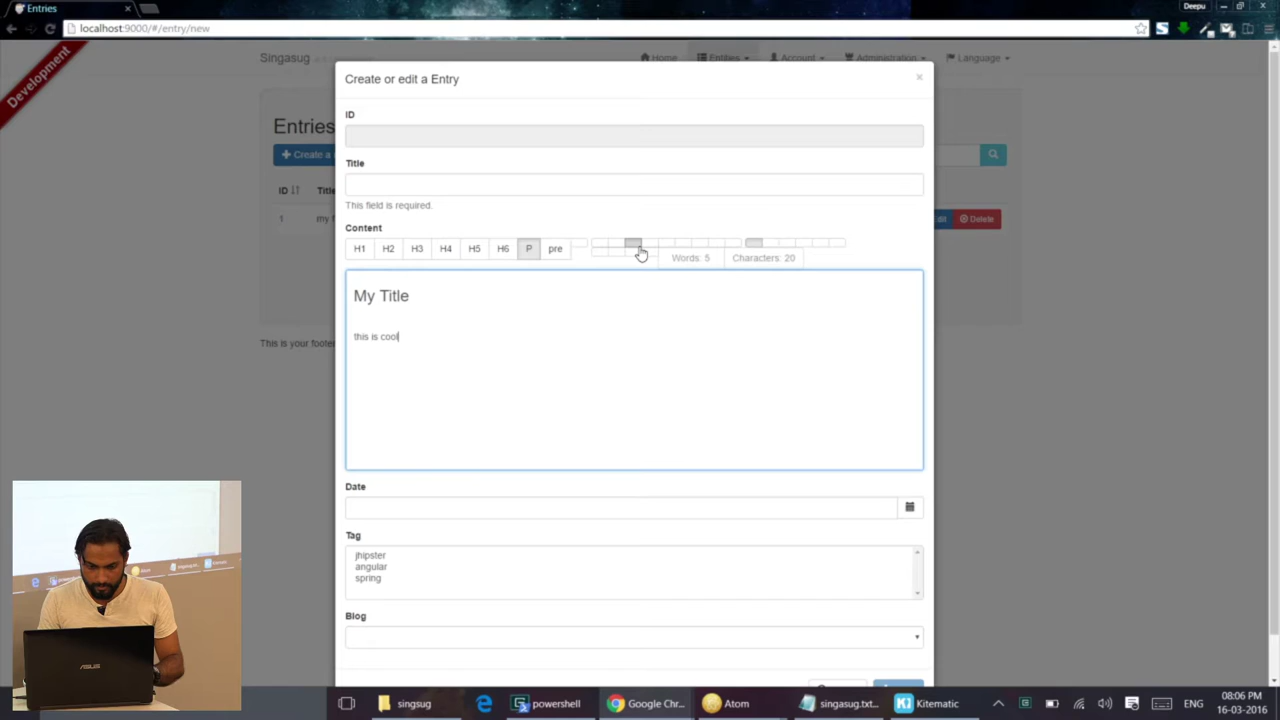 Entries
Deepu
localhost:9000/#/entry/new
Development
Singasug
Home
Entities
Account
Administration
Language
Create or edit a Entry
×
Entries
Create a
ID
Title
1
my f
Edit
Delete
This is your footer
ID
Title
This field is required.
Content
H1 H2 H3 H4 H5 H6 P pre
Words: 5
Characters: 20
My Title
this is cool
Date
Tag
jhipster
angular
spring
Blog
ASUS
singsug
powershell
Google Chr...
Atom
singasug.txt...
Kitematic
ENG
08:06 PM
16-03-2016